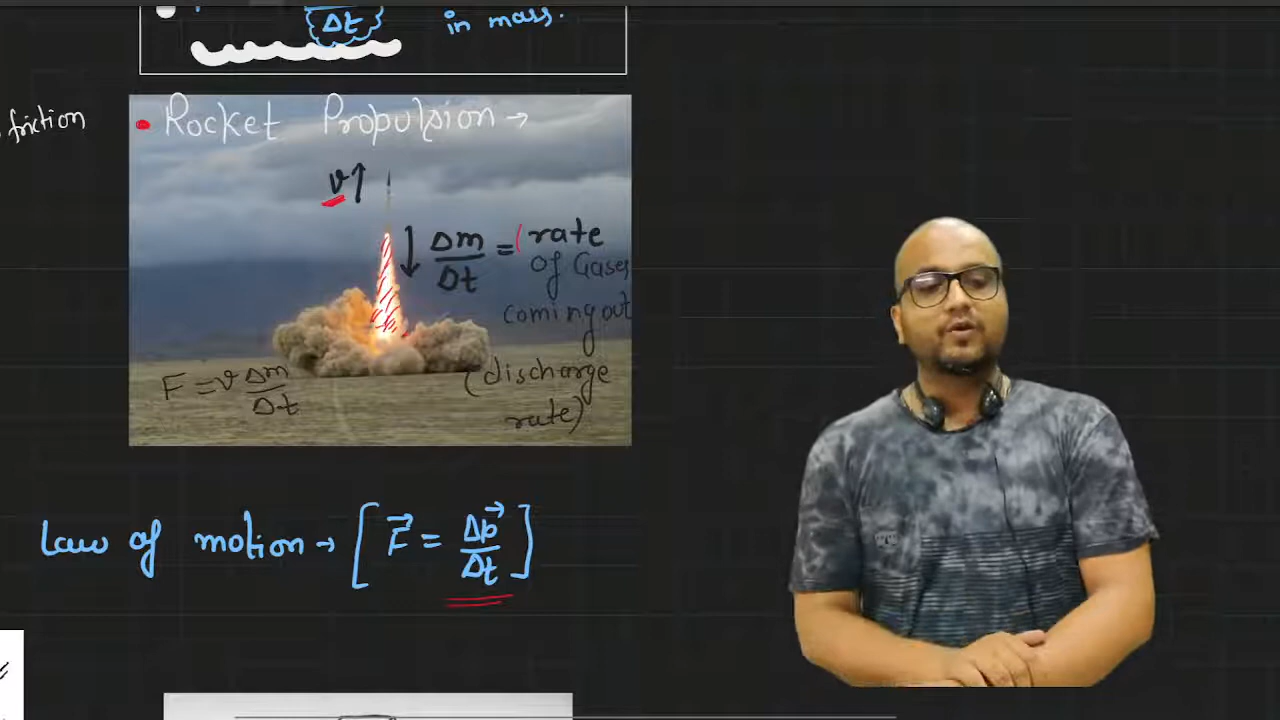 Δt in mass.
friction
• Rocket Propulsion →
v↑
↓ Δm/Δt = rate
of Gases
coming out
F = v Δm/Δt
(discharge
rate)
Law of motion → [F⃗ = Δp⃗/Δt]